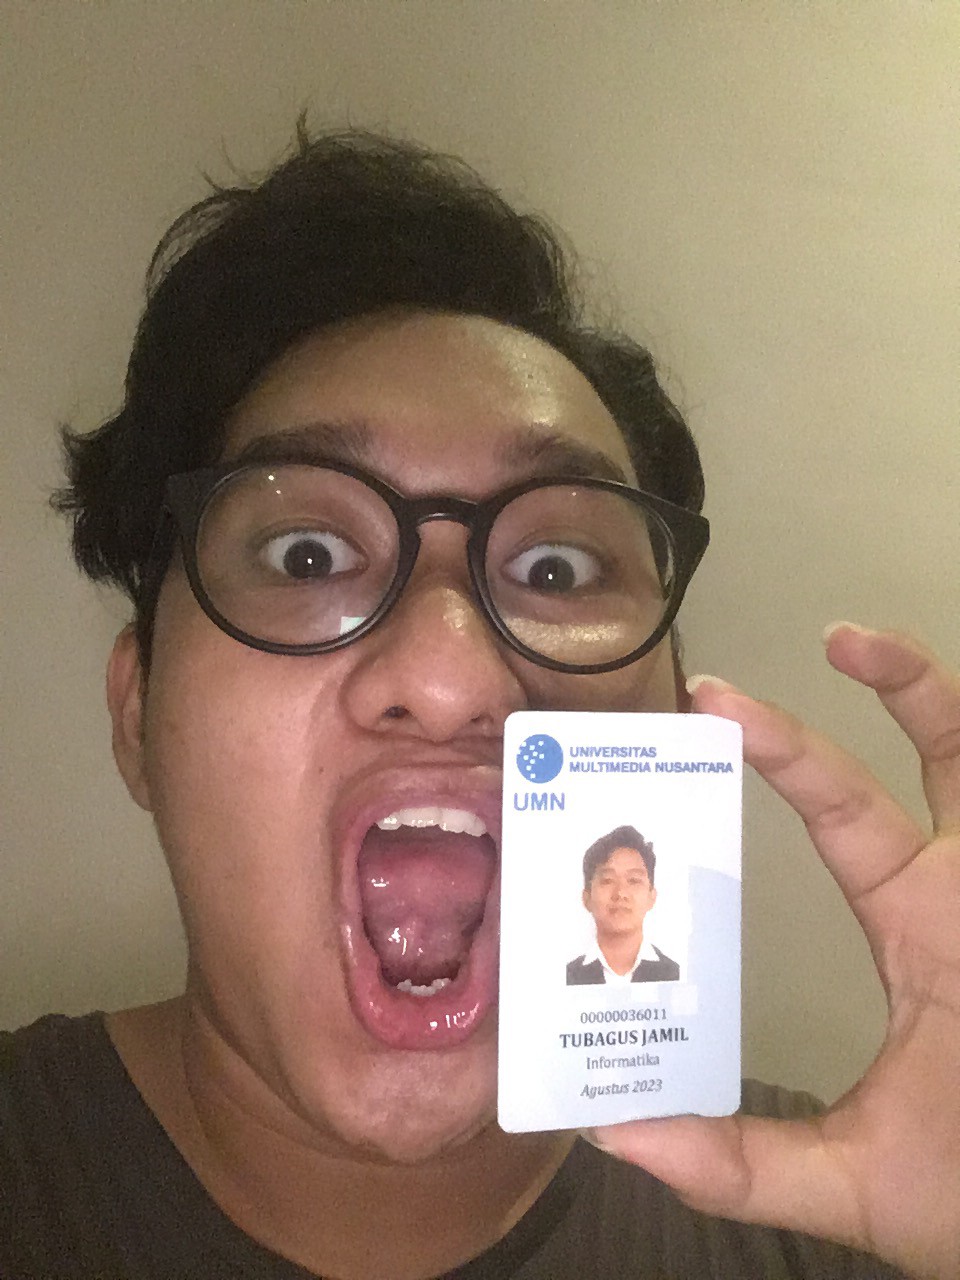 UNIVERSITAS
MULTIMEDIA NUSANTARA
UMN
00000036011
TUBAGUS JAMIL
Informatika
Agustus 2023